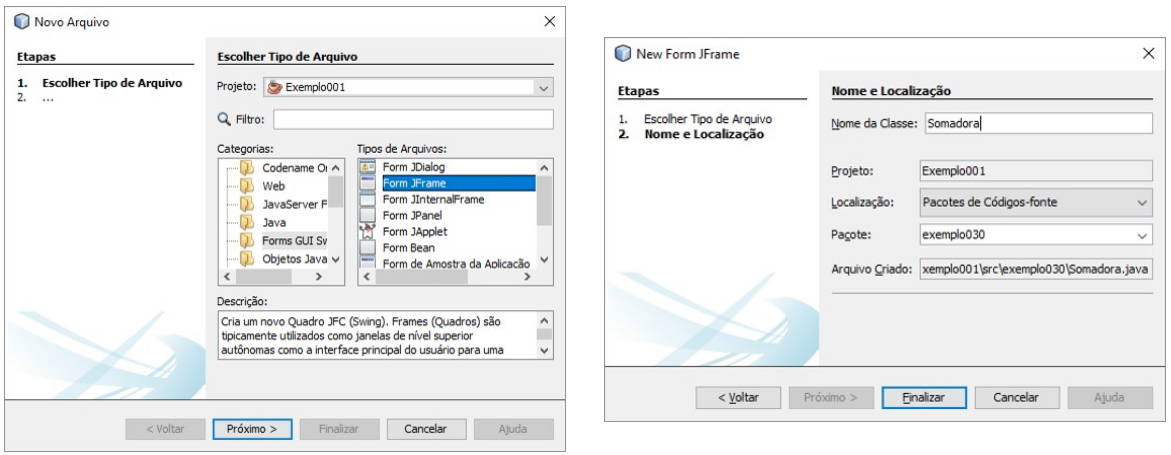 Novo Arquivo
Etapas
1. Escolher Tipo de Arquivo
2. ...
Escolher Tipo de Arquivo
Projeto: Exemplo001
Filtro:
Categorias:
Codename Or
Web
JavaServer F
Java
Forms GUI Sv
Objetos Java
Tipos de Arquivos:
Form JDialog
Form JFrame
Form JInternalFrame
Form JPanel
Form JApplet
Form Bean
Form de Amostra da Aplicação
Descrição:
Cria um novo Quadro JFC (Swing). Frames (Quadros) são
tipicamente utilizados como janelas de nível superior
autônomas como a interface principal do usuário para uma
< Voltar
Próximo >
Finalizar
Cancelar
Ajuda
New Form JFrame
Etapas
1. Escolher Tipo de Arquivo
2. Nome e Localização
Nome e Localização
Nome da Classe: Somadora
Projeto: Exemplo001
Localização: Pacotes de Códigos-fonte
Pacote: exemplo030
Arquivo Criado: xemplo001\src\exemplo030\Somadora.java
< Voltar
Próximo >
Finalizar
Cancelar
Ajuda